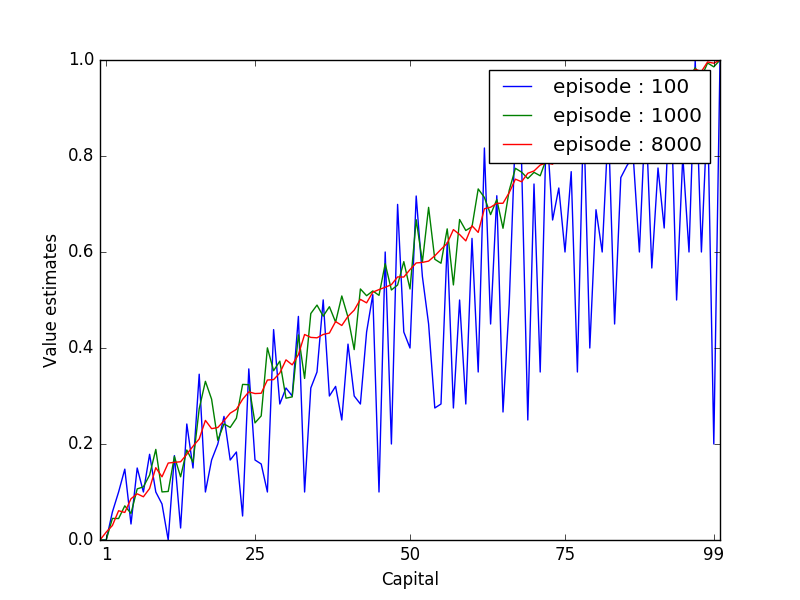 1.0
0.8
0.6
0.4
0.2
0.0
Value estimates
episode : 100
episode : 1000
episode : 8000
1 25 50 75 99
Capital